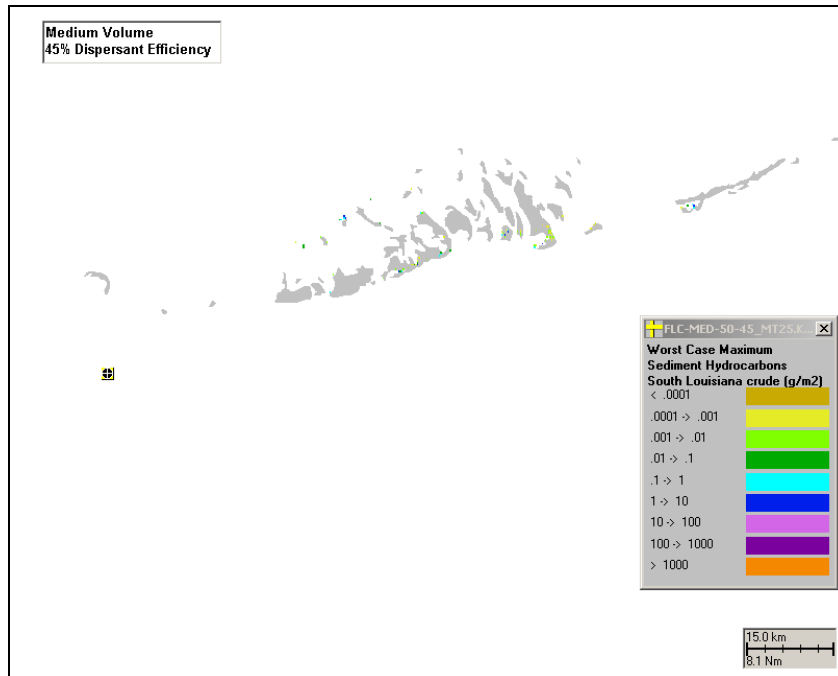 Medium Volume
45% Dispersant Efficiency
FLC-MED-50-45_MT25.K...
Worst Case Maximum
Sediment Hydrocarbons
South Louisiana crude (g/m2)
< .0001
.0001 -> .001
.001 -> .01
.01 -> .1
.1 -> 1
1 -> 10
10 -> 100
100 -> 1000
> 1000
15.0 km
8.1 Nm